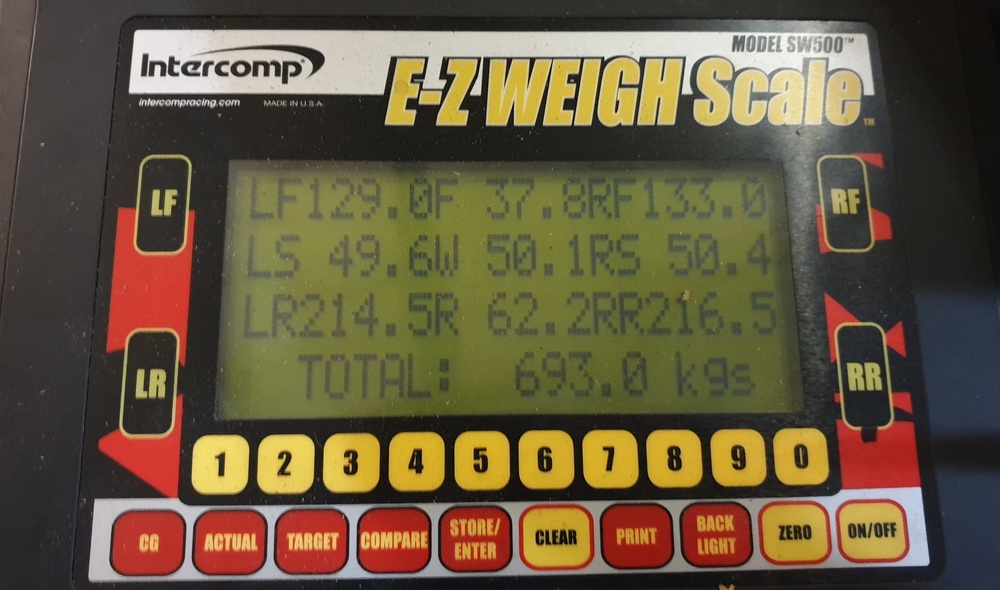 MODEL SW500™
Intercomp®
E-Z WEIGH Scale™
intercompracing.com MADE IN U.S.A.
LF RF
LF129.0F 37.8RF133.0
LS 49.6W 50.1RS 50.4
LR214.5R 62.2RR216.5
TOTAL: 693.0 kgs
LR RR
1 2 3 4 5 6 7 8 9 0
CG ACTUAL TARGET COMPARE STORE/ENTER CLEAR PRINT BACK LIGHT ZERO ON/OFF